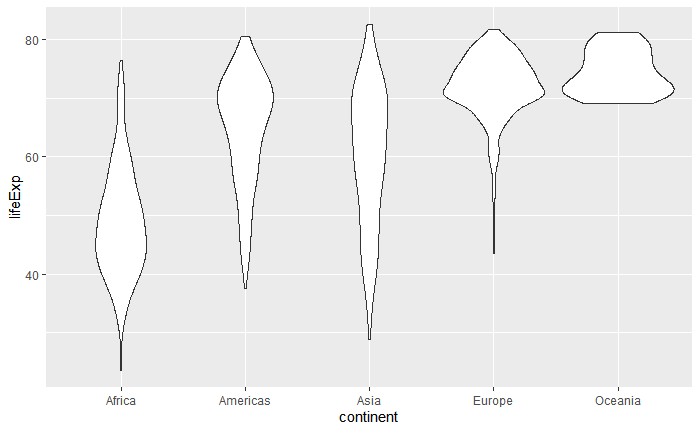 80
60
40
lifeExp
Africa
Americas
Asia
Europe
Oceania
continent